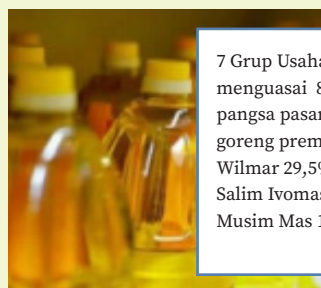 7 Grup Usaha
menguasai 8
pangsa pasar
goreng prem
Wilmar 29,5%
Salim Ivomas
Musim Mas 1